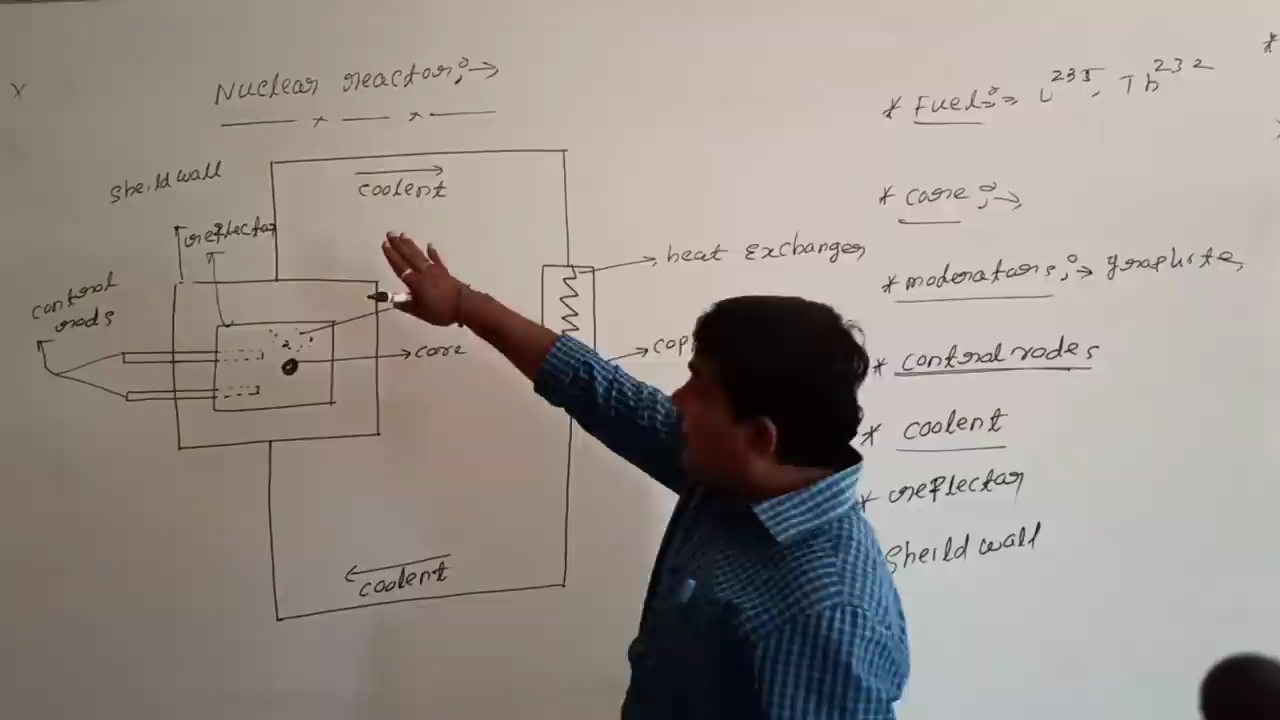 Nuclear reactor:→
sheild wall
reflector
control
rods
coolent
core
coolent
heat exchanger
* Fuel:→ U235, Th232
* core:→
* moderators:→ graphite,
* control rodes
* coolent
* reflector
sheild wall